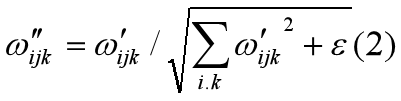 ω″ᵢⱼₖ = ω′ᵢⱼₖ / √(∑ᵢ.ₖ ω′ᵢⱼₖ² + ε) (2)